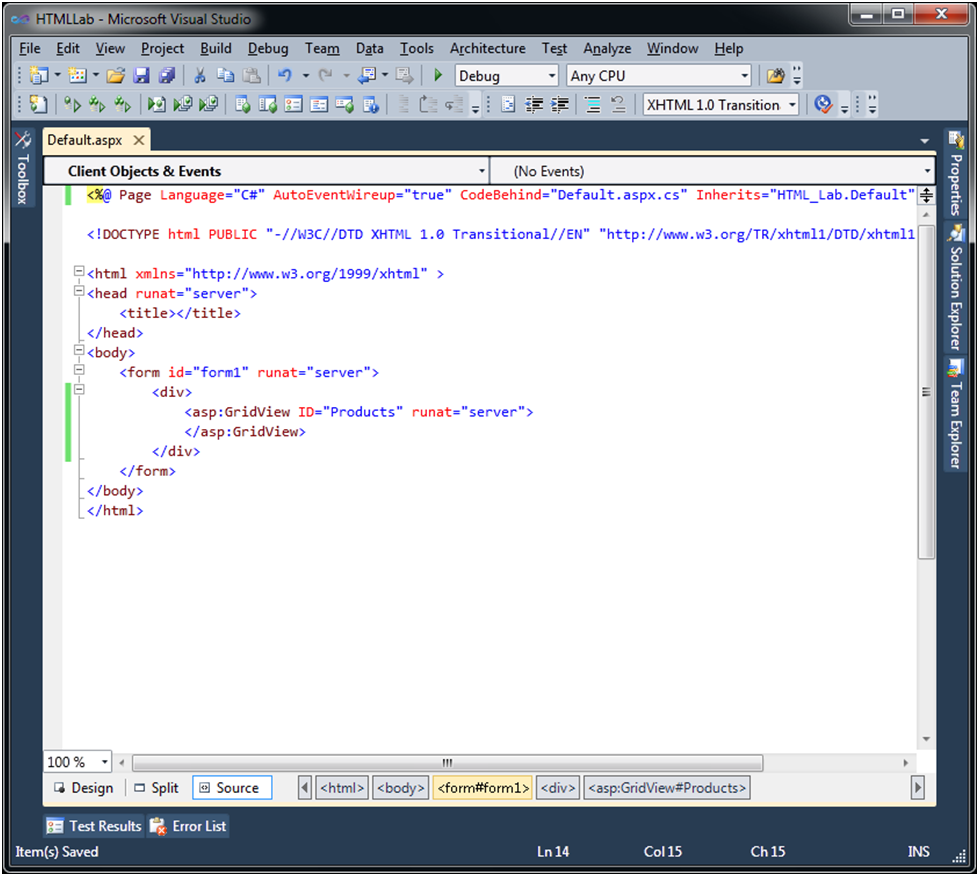 HTMLLab - Microsoft Visual Studio
File Edit View Project Build Debug Team Data Tools Architecture Test Analyze Window Help
Debug Any CPU
XHTML 1.0 Transition
Toolbox
Default.aspx
Client Objects & Events (No Events)
<%@ Page Language="C#" AutoEventWireup="true" CodeBehind="Default.aspx.cs" Inherits="HTML_Lab.Default"
<!DOCTYPE html PUBLIC "-//W3C//DTD XHTML 1.0 Transitional//EN" "http://www.w3.org/TR/xhtml1/DTD/xhtml1
<html xmlns="http://www.w3.org/1999/xhtml" >
<head runat="server">
<title></title>
</head>
<body>
<form id="form1" runat="server">
<div>
<asp:GridView ID="Products" runat="server">
</asp:GridView>
</div>
</form>
</body>
</html>
Properties
Solution Explorer
Team Explorer
100 %
Design Split Source <html> <body> <form#form1> <div> <asp:GridView#Products>
Test Results Error List
Item(s) Saved Ln 14 Col 15 Ch 15 INS